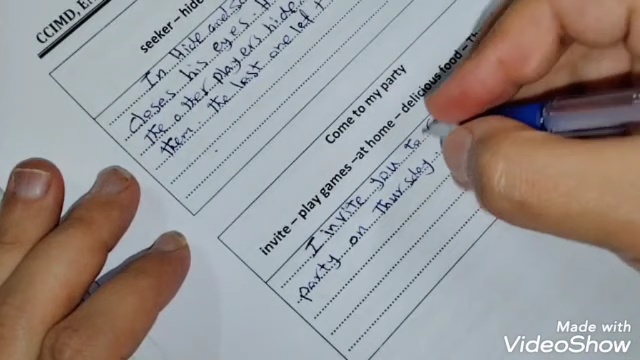 CCIMD, E
seeker – hide
In Hide and
closes his eyes.
the other players hide.
them. the last one left
Come to my party
invite – play games –at home – delicious food – Th
I invite you to
party on Thursday
Made with
VideoShow